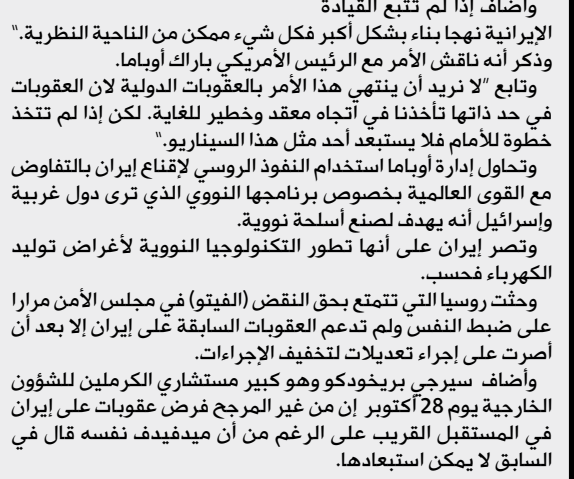 وأضاف إذا لم تتبع القيادة
الإيرانية نهجا بناء بشكل أكبر فكل شيء ممكن من الناحية النظرية."
وذكر أنه ناقش الأمر مع الرئيس الأمريكي باراك أوباما.
وتابع "لا نريد أن ينتهي هذا الأمر بالعقوبات الدولية لان العقوبات
في حد ذاتها تأخذنا في اتجاه معقد وخطير للغاية. لكن إذا لم تتخذ
خطوة للأمام فلا يستبعد أحد مثل هذا السيناريو."
وتحاول إدارة أوباما استخدام النفوذ الروسي لإقناع إيران بالتفاوض
مع القوى العالمية بخصوص برنامجها النووي الذي ترى دول غربية
وإسرائيل أنه يهدف لصنع أسلحة نووية.
وتصر إيران على أنها تطور التكنولوجيا النووية لأغراض توليد
الكهرباء فحسب.
وحثت روسيا التي تتمتع بحق النقض (الفيتو) في مجلس الأمن مرارا
على ضبط النفس ولم تدعم العقوبات السابقة على إيران إلا بعد أن
أصرت على إجراء تعديلات لتخفيف الإجراءات.
وأضاف سيرجي بريخودكو وهو كبير مستشاري الكرملين للشؤون
الخارجية يوم 28 أكتوبر إن من غير المرجح فرض عقوبات على إيران
في المستقبل القريب على الرغم من أن ميدفيدف نفسه قال في
السابق لا يمكن استبعادها.